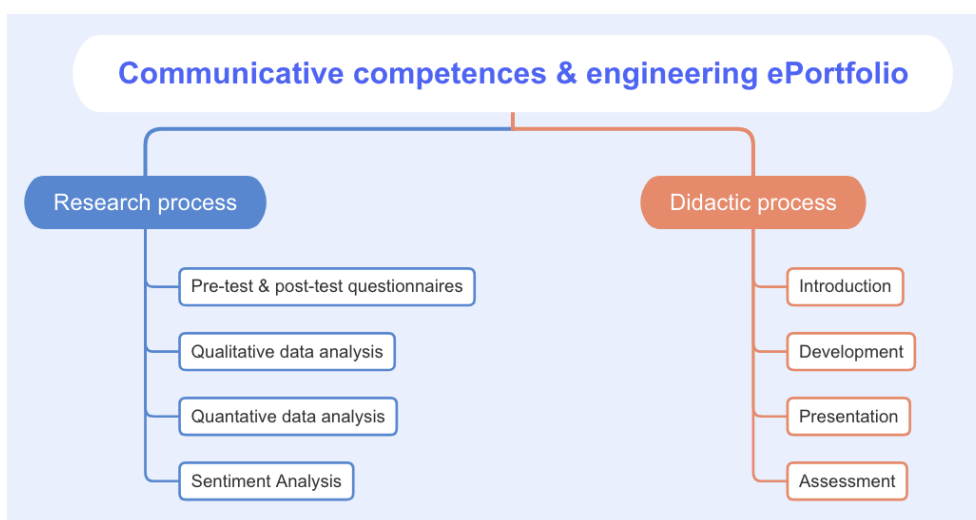 Communicative competences & engineering ePortfolio
Research process
Pre-test & post-test questionnaires
Qualitative data analysis
Quantative data analysis
Sentiment Analysis
Didactic process
Introduction
Development
Presentation
Assessment